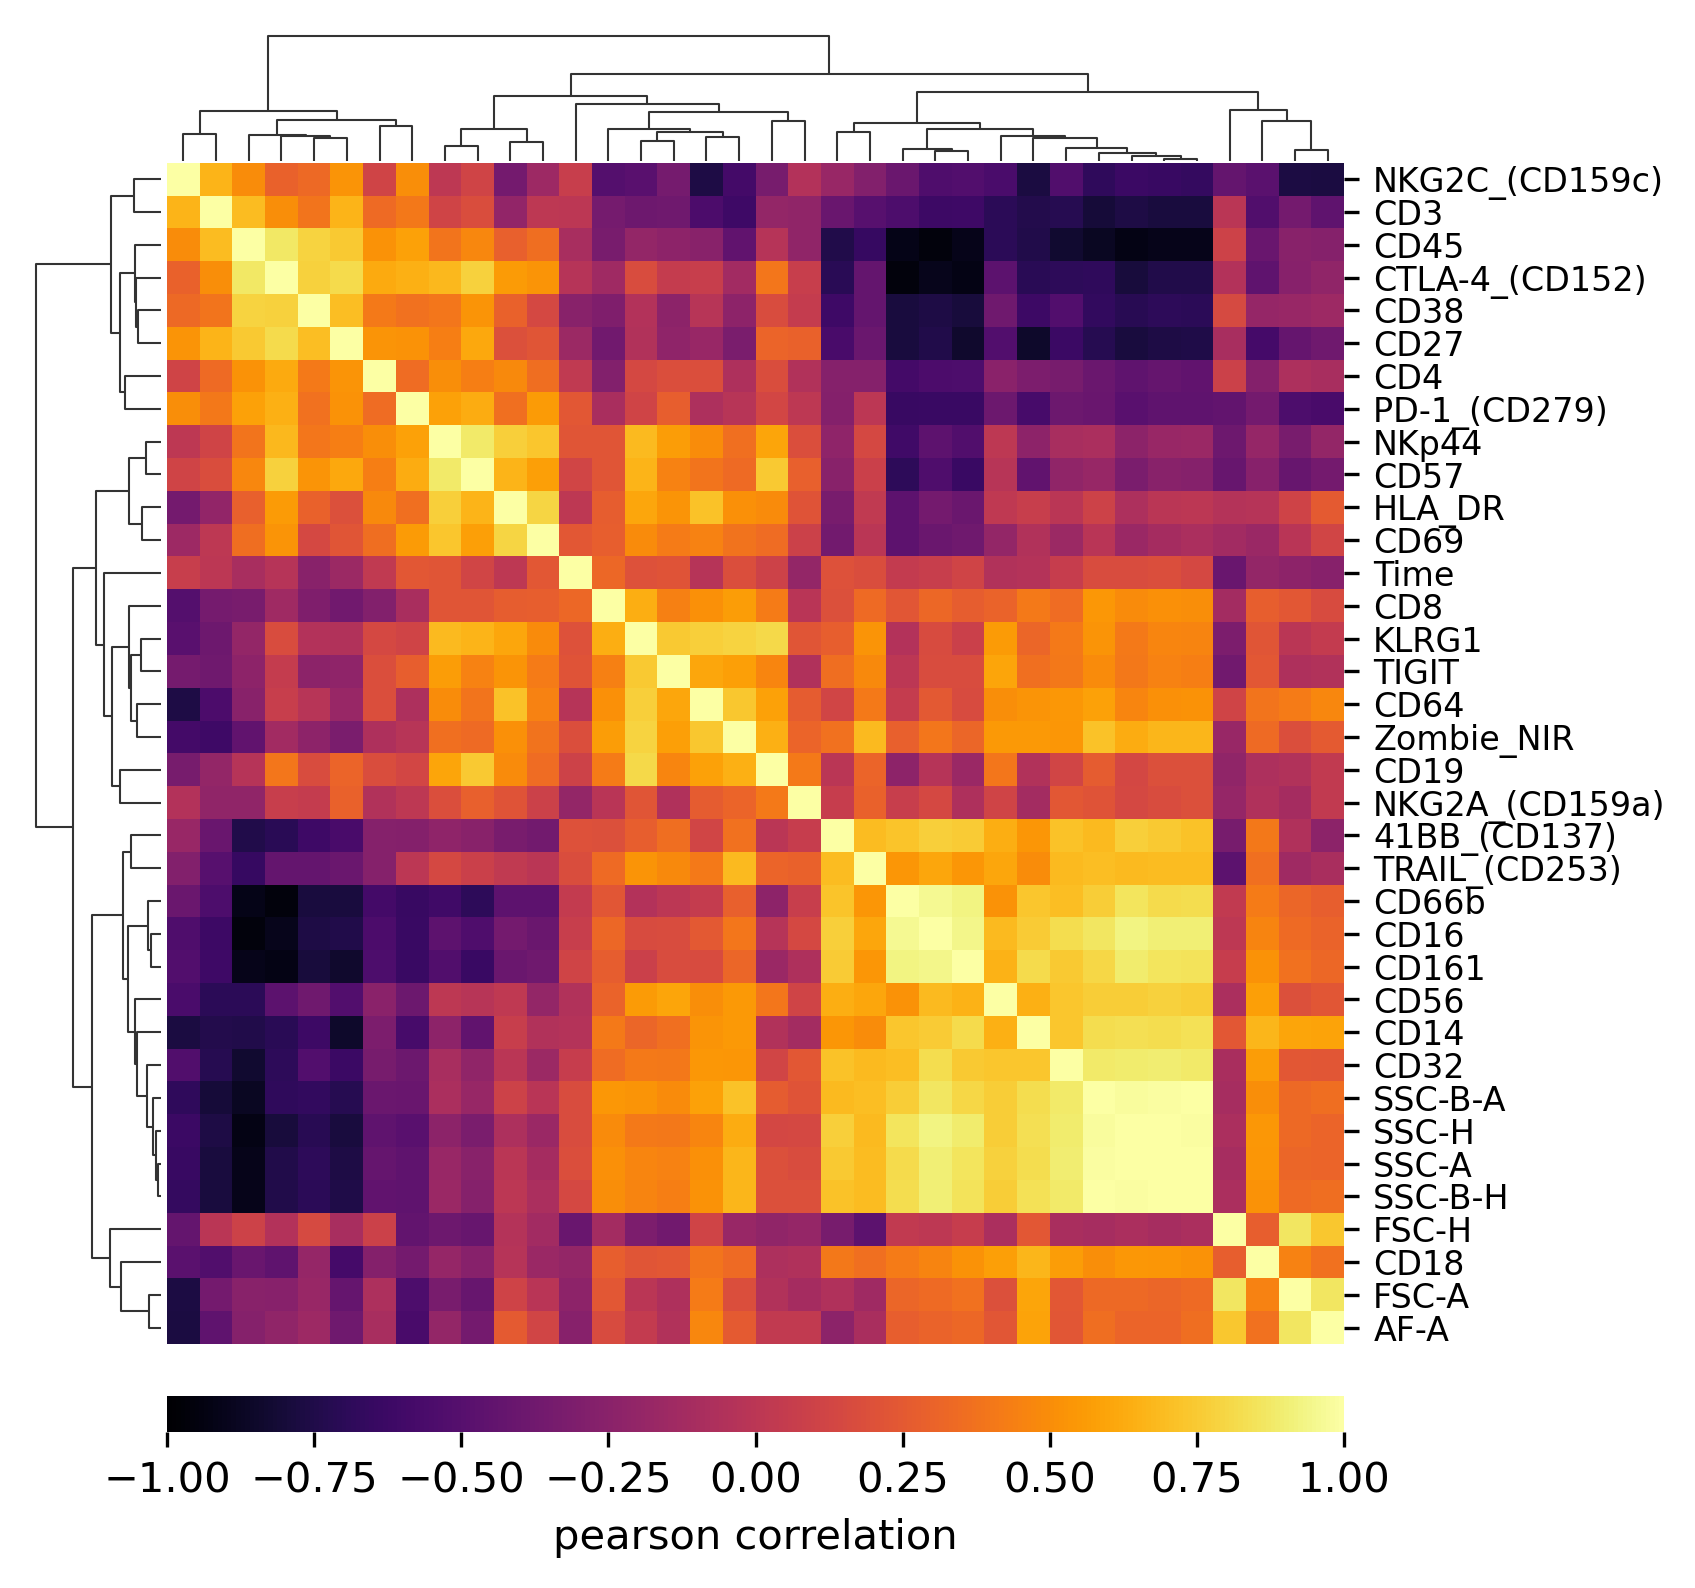 NKG2C_(CD159c)
CD3
CD45
CTLA-4_(CD152)
CD38
CD27
CD4
PD-1_(CD279)
NKp44
CD57
HLA_DR
CD69
Time
CD8
KLRG1
TIGIT
CD64
Zombie_NIR
CD19
NKG2A_(CD159a)
41BB_(CD137)
TRAIL_(CD253)
CD66b
CD16
CD161
CD56
CD14
CD32
SSC-B-A
SSC-H
SSC-A
SSC-B-H
FSC-H
CD18
FSC-A
AF-A
−1.00 −0.75 −0.50 −0.25 0.00 0.25 0.50 0.75 1.00
pearson correlation